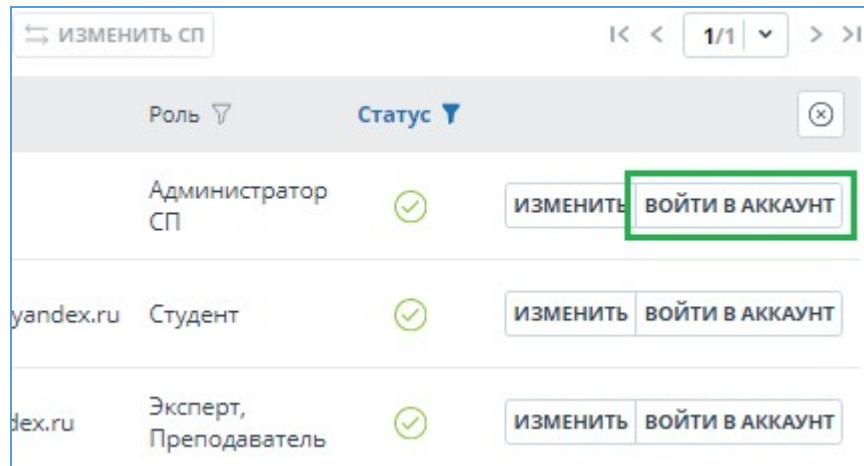 ИЗМЕНИТЬ СП 1/1
Роль Статус
Администратор
СП
ИЗМЕНИТЬ ВОЙТИ В АККАУНТ
yandex.ru Студент ИЗМЕНИТЬ ВОЙТИ В АККАУНТ
dex.ru Эксперт,
Преподаватель
ИЗМЕНИТЬ ВОЙТИ В АККАУНТ